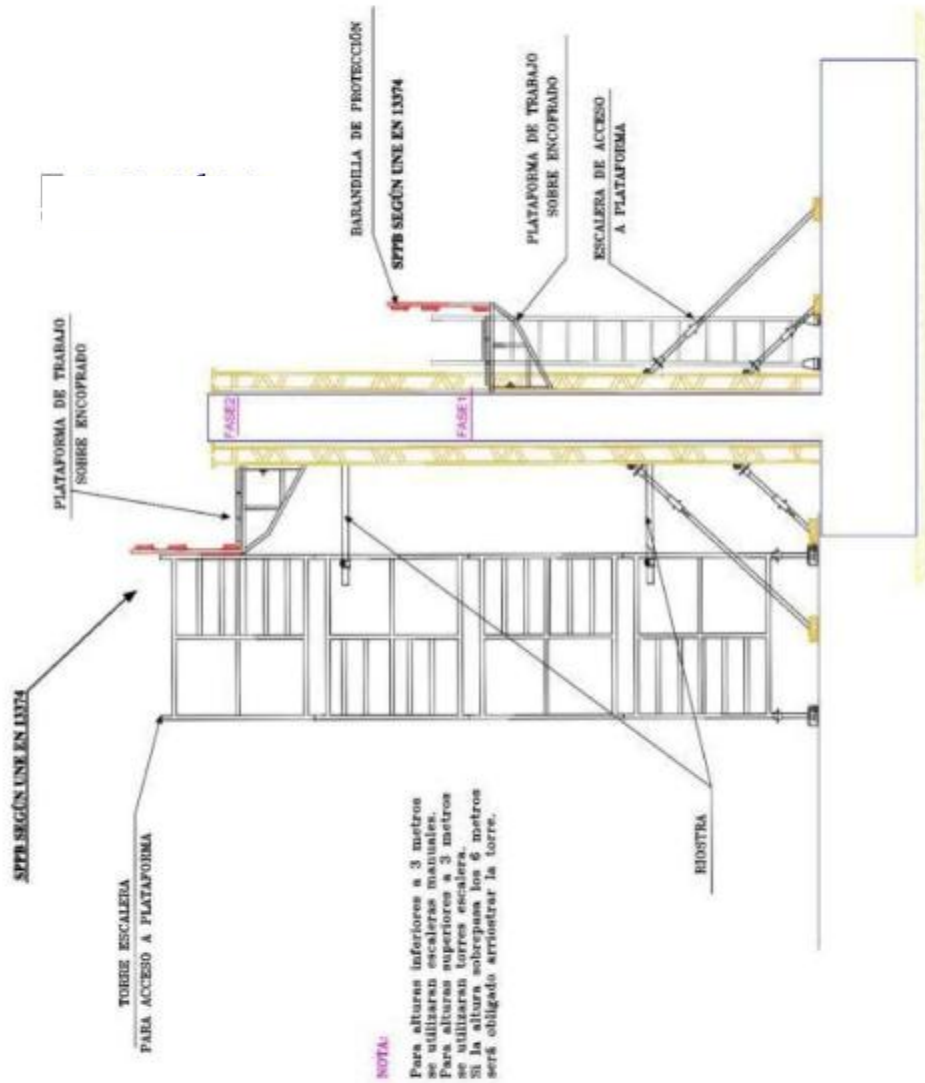 SPPB SEGÚN UNE EN 13374
TORRE ESCALERA
PARA ACCESO A PLATAFORMA
PLATAFORMA DE TRABAJO
SOBRE ENCOFRADO
BARANDILLA DE PROTECCIÓN
SPPB SEGÚN UNE EN 13374
PLATAFORMA DE TRABAJO
SOBRE ENCOFRADO
ESCALERA DE ACCESO
A PLATAFORMA
FASE2
FASE1
RIOSTRA
NOTA:
Para alturas inferiores a 3 metros
se utilizaran escaleras manuales.
Para alturas superiores a 3 metros
se utilizaran torres escalera.
Si la altura sobrepasa los 6 metros
será obligado arriostrar la torre.